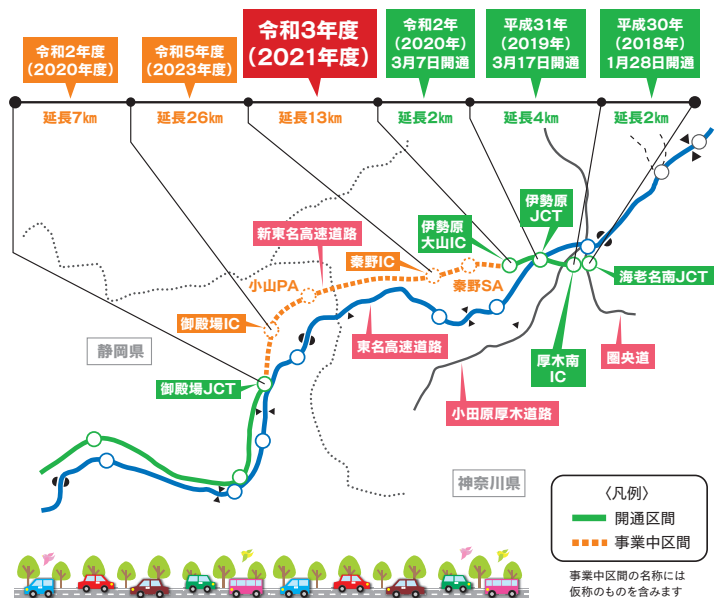 令和2年度
(2020年度)
令和5年度
(2023年度)
令和3年度
(2021年度)
令和2年
(2020年)
3月7日開通
平成31年
(2019年)
3月17日開通
平成30年
(2018年)
1月28日開通
延長7km
延長26km
延長13km
延長2km
延長4km
延長2km
伊勢原
JCT
伊勢原
大山IC
新東名高速道路
秦野IC
小山PA
秦野SA
海老名南JCT
御殿場IC
静岡県
東名高速道路
厚木南
IC
圏央道
御殿場JCT
小田原厚木道路
神奈川県
〈凡例〉
開通区間
事業中区間
事業中区間の名称には
仮称のものを含みます